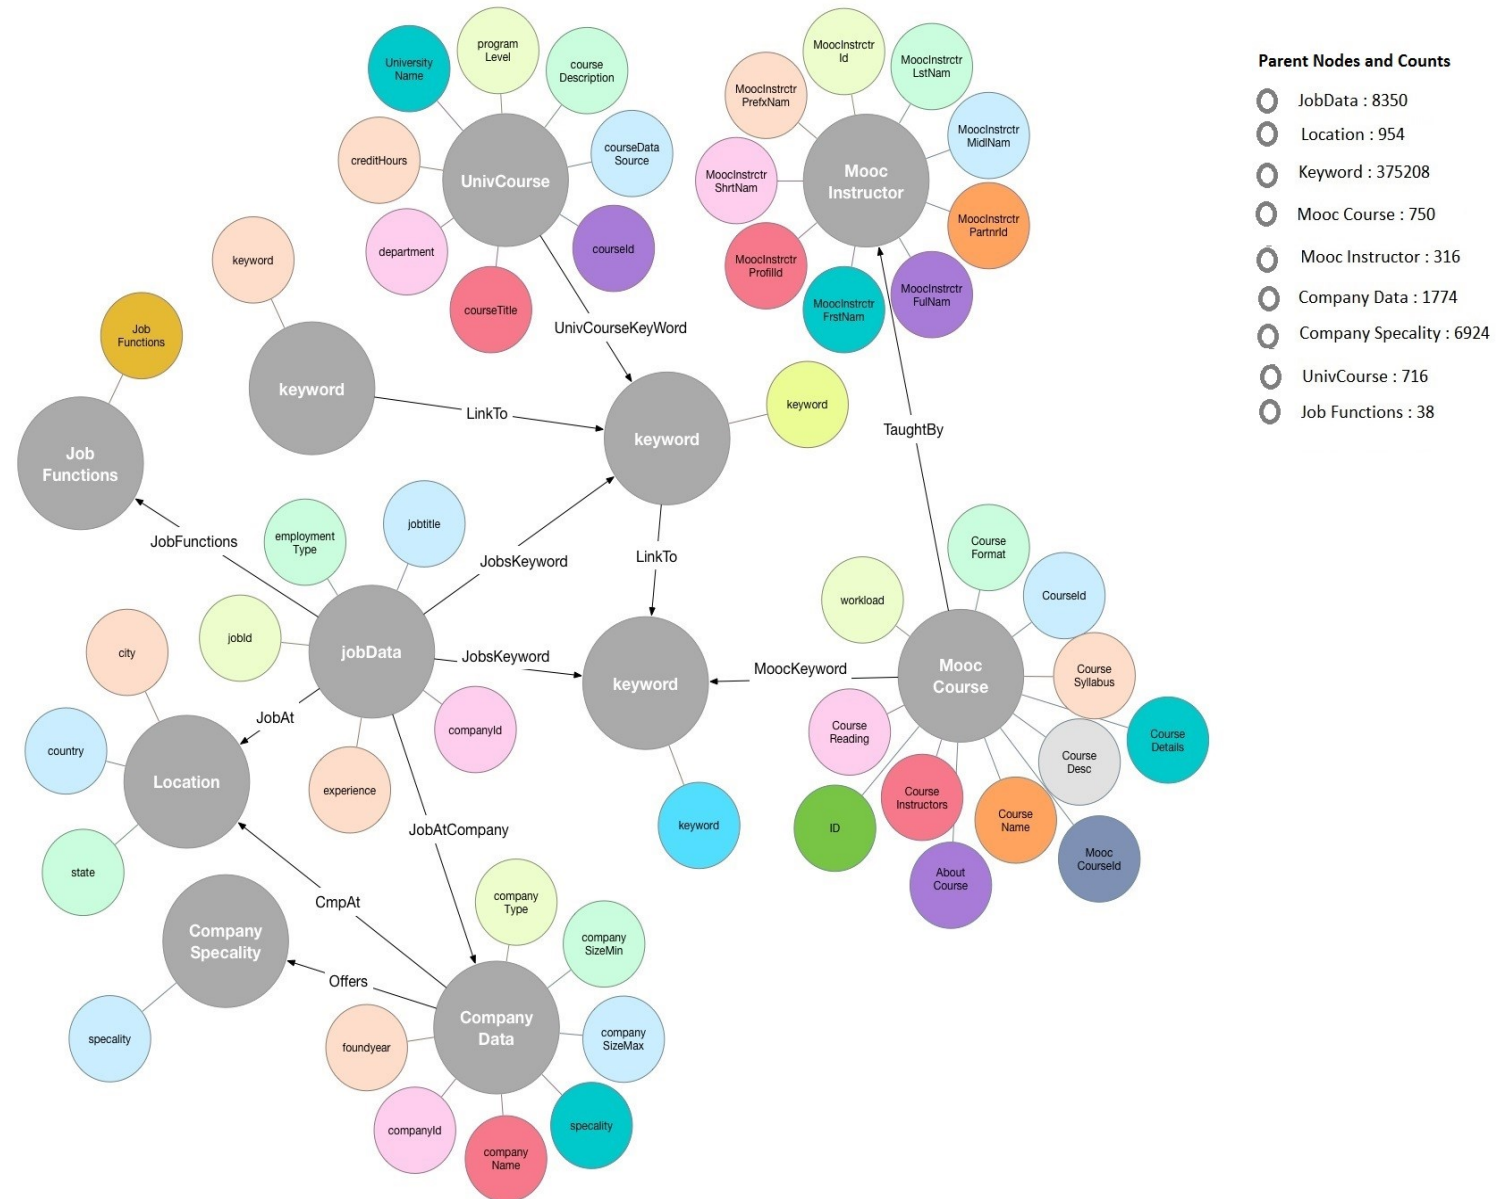 program
Level
University
Name
course
Description
creditHours
courseData
Source
UnivCourse
department
courseId
courseTitle
MoocInstrctr
Id
MoocInstrctr
LstNam
MoocInstrctr
PrefxNam
MoocInstrctr
MidlNam
Mooc
Instructor
MoocInstrctr
ShrtNam
MoocInstrctr
PartnrId
MoocInstrctr
ProfilId
MoocInstrctr
FrstNam
MoocInstrctr
FulNam
Parent Nodes and Counts
JobData : 8350
Location : 954
Keyword : 375208
Mooc Course : 750
Mooc Instructor : 316
Company Data : 1774
Company Specality : 6924
UnivCourse : 716
Job Functions : 38
keyword
Job
Functions
keyword
UnivCourseKeyWord
LinkTo
keyword
keyword
TaughtBy
Job
Functions
JobFunctions
employment
Type
jobtitle
JobsKeyword
LinkTo
jobId
jobData
JobsKeyword
keyword
MoocKeyword
city
country
state
JobAt
Location
companyId
experience
keyword
JobAtCompany
workload
Course
Format
CourseId
Mooc
Course
Course
Syllabus
Course
Reading
Course
Details
Course
Desc
ID
Course
Instructors
Course
Name
About
Course
Mooc
CourseId
CmpAt
Company
Specality
Offers
specality
company
Type
company
SizeMin
Company
Data
company
SizeMax
foundyear
companyId
company
Name
specality